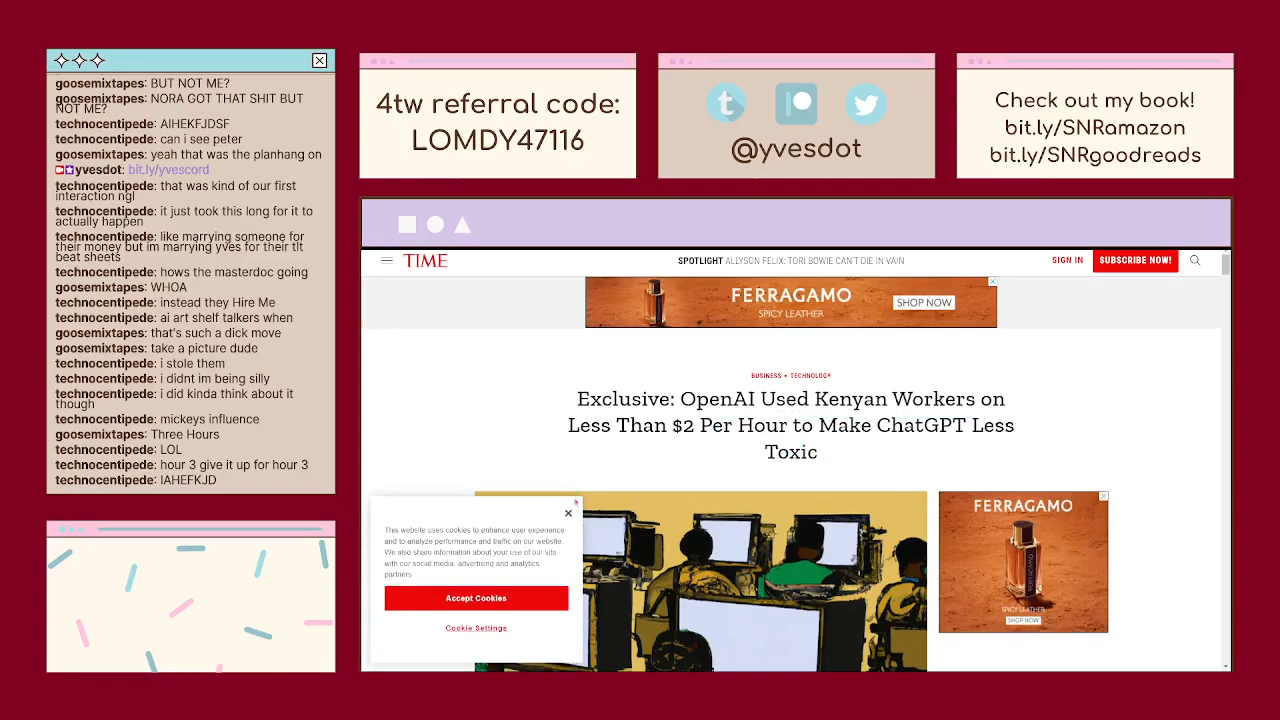 goosemixtapes: BUT NOT ME?
goosemixtapes: NORA GOT THAT SHIT BUT
NOT ME?
technocentipede: AIHEKFJDSF
technocentipede: can i see peter
goosemixtapes: yeah that was the planhang on
yvesdot: bit.ly/yvescord
technocentipede: that was kind of our first
interaction ngl
technocentipede: it just took this long for it to
actually happen
technocentipede: like marrying someone for
their money but im marrying yves for their tlt
beat sheets
technocentipede: hows the masterdoc going
goosemixtapes: WHOA
technocentipede: instead they Hire Me
technocentipede: ai art shelf talkers when
goosemixtapes: that's such a dick move
goosemixtapes: take a picture dude
technocentipede: i stole them
technocentipede: i didnt im being silly
technocentipede: i did kinda think about it
though
technocentipede: mickeys influence
goosemixtapes: Three Hours
technocentipede: LOL
technocentipede: hour 3 give it up for hour 3
technocentipede: IAHEFKJD
4tw referral code:
LOMDY47116
@yvesdot
Check out my book!
bit.ly/SNRamazon
bit.ly/SNRgoodreads
TIME
SPOTLIGHT ALLYSON FELIX: TORI BOWIE CAN'T DIE IN VAIN
SIGN IN
SUBSCRIBE NOW!
FERRAGAMO
SPICY LEATHER
SHOP NOW
BUSINESS • TECHNOLOGY
Exclusive: OpenAI Used Kenyan Workers on
Less Than $2 Per Hour to Make ChatGPT Less
Toxic
This website uses cookies to enhance user experience
and to analyze performance and traffic on our website.
We also share information about your use of our site
with our social media, advertising and analytics
partners
Accept Cookies
Cookie Settings
FERRAGAMO
SPICY LEATHER
SHOP NOW